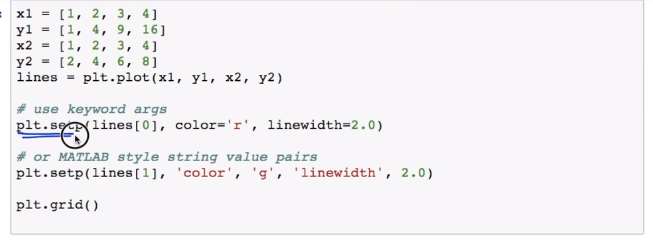 x1 = [1, 2, 3, 4]
y1 = [1, 4, 9, 16]
x2 = [1, 2, 3, 4]
y2 = [2, 4, 6, 8]
lines = plt.plot(x1, y1, x2, y2)
# use keyword args
plt.setp(lines[0], color='r', linewidth=2.0)
# or MATLAB style string value pairs
plt.setp(lines[1], 'color', 'g', 'linewidth', 2.0)
plt.grid()